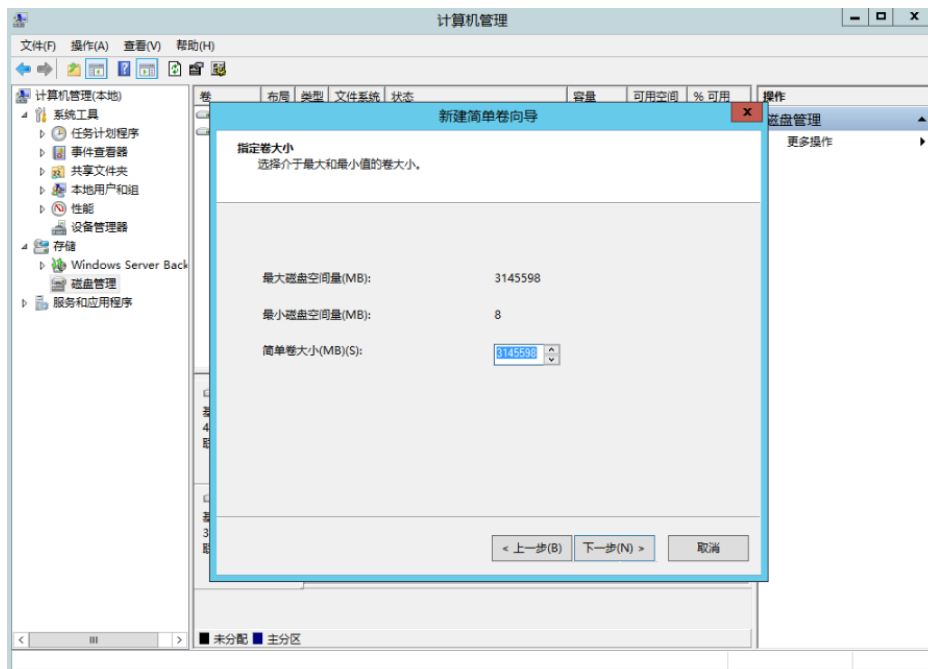 计算机管理
文件(F) 操作(A) 查看(V) 帮助(H)
计算机管理(本地)
系统工具
任务计划程序
事件查看器
共享文件夹
本地用户和组
性能
设备管理器
存储
Windows Server Back
磁盘管理
服务和应用程序
卷 布局 类型 文件系统 状态 容量 可用空间 % 可用
操作
磁盘管理
更多操作
新建简单卷向导
指定卷大小
选择介于最大和最小值的卷大小。
最大磁盘空间量(MB): 3145598
最小磁盘空间量(MB): 8
简单卷大小(MB)(S): 3145598
< 上一步(B) 下一步(N) > 取消
未分配 主分区